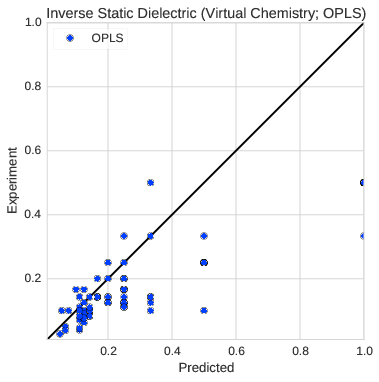 Inverse Static Dielectric (Virtual Chemistry; OPLS)
1.0
OPLS
0.8
0.6
Experiment
0.4
0.2
0.2 0.4 0.6 0.8 1.0
Predicted